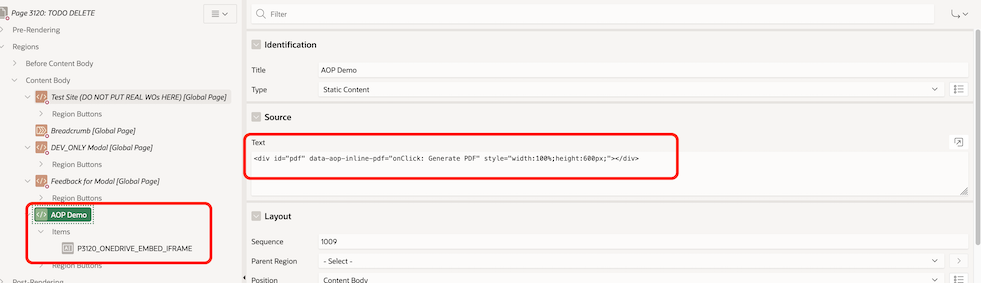 Page 3120: TODO DELETE
Pre-Rendering
Regions
Before Content Body
Content Body
Test Site (DO NOT PUT REAL WOs HERE) [Global Page]
Region Buttons
Breadcrumb [Global Page]
DEV_ONLY Modal [Global Page]
Region Buttons
Feedback for Modal [Global Page]
Region Buttons
AOP Demo
Items
P3120_ONEDRIVE_EMBED_IFRAME
Region Buttons
Post-Rendering
Filter
Identification
Title AOP Demo
Type Static Content
Source
Text
<div id="pdf" data-aop-inline-pdf="onClick: Generate PDF" style="width:100%;height:600px;"></div>
Layout
Sequence 1009
Parent Region - Select -
Position Content Body